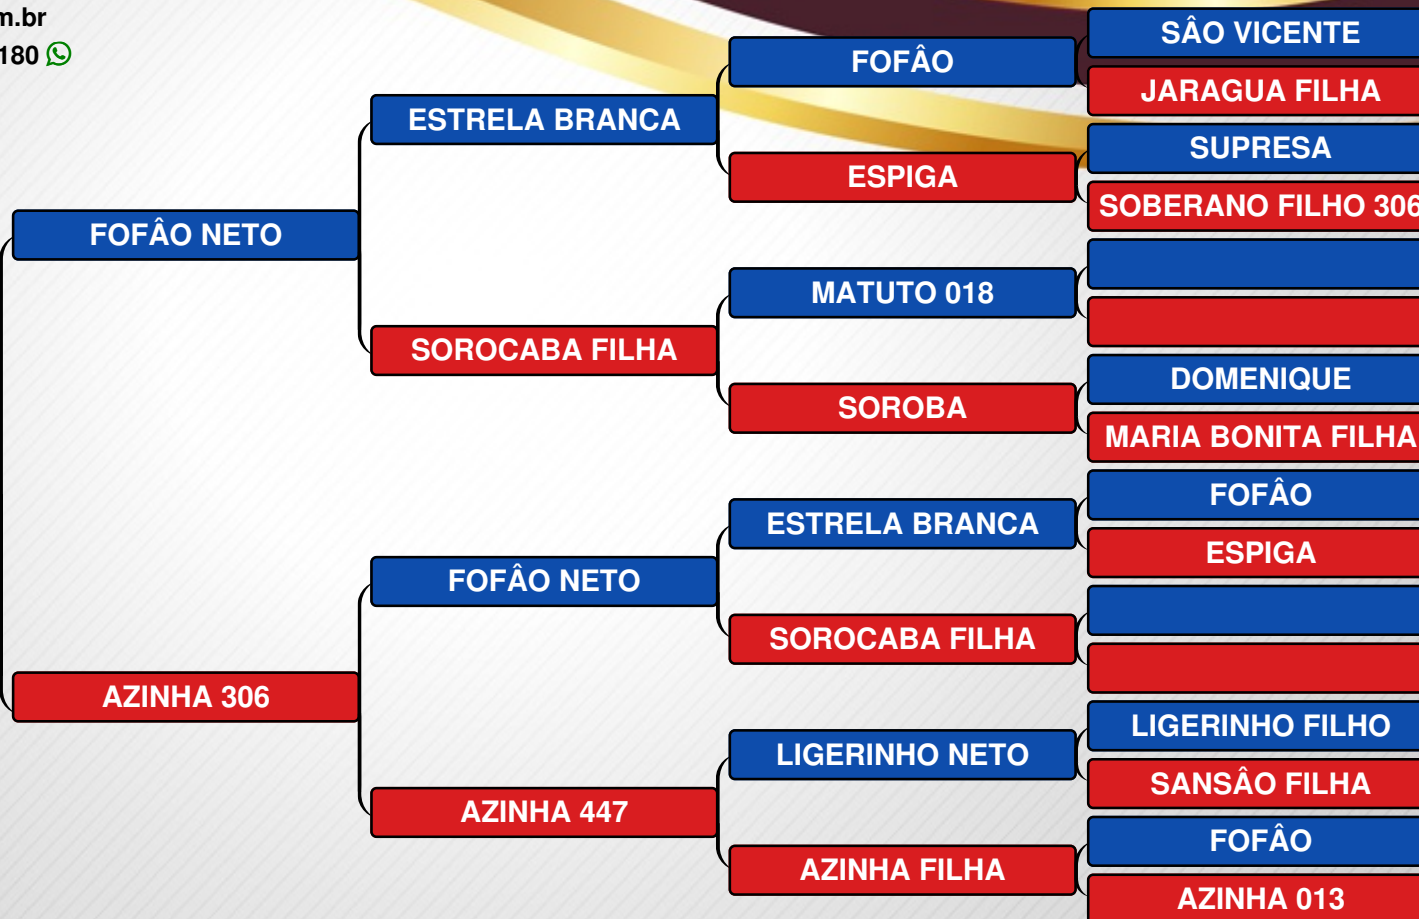 m.br
180
SÂO VICENTE
FOFÂO
JARAGUA FILHA
ESTRELA BRANCA
SUPRESA
ESPIGA
SOBERANO FILHO 306
FOFÂO NETO
MATUTO 018
SOROCABA FILHA
DOMENIQUE
SOROBA
MARIA BONITA FILHA
FOFÂO
ESTRELA BRANCA
ESPIGA
FOFÂO NETO
SOROCABA FILHA
AZINHA 306
LIGERINHO FILHO
LIGERINHO NETO
SANSÂO FILHA
AZINHA 447
FOFÂO
AZINHA FILHA
AZINHA 013